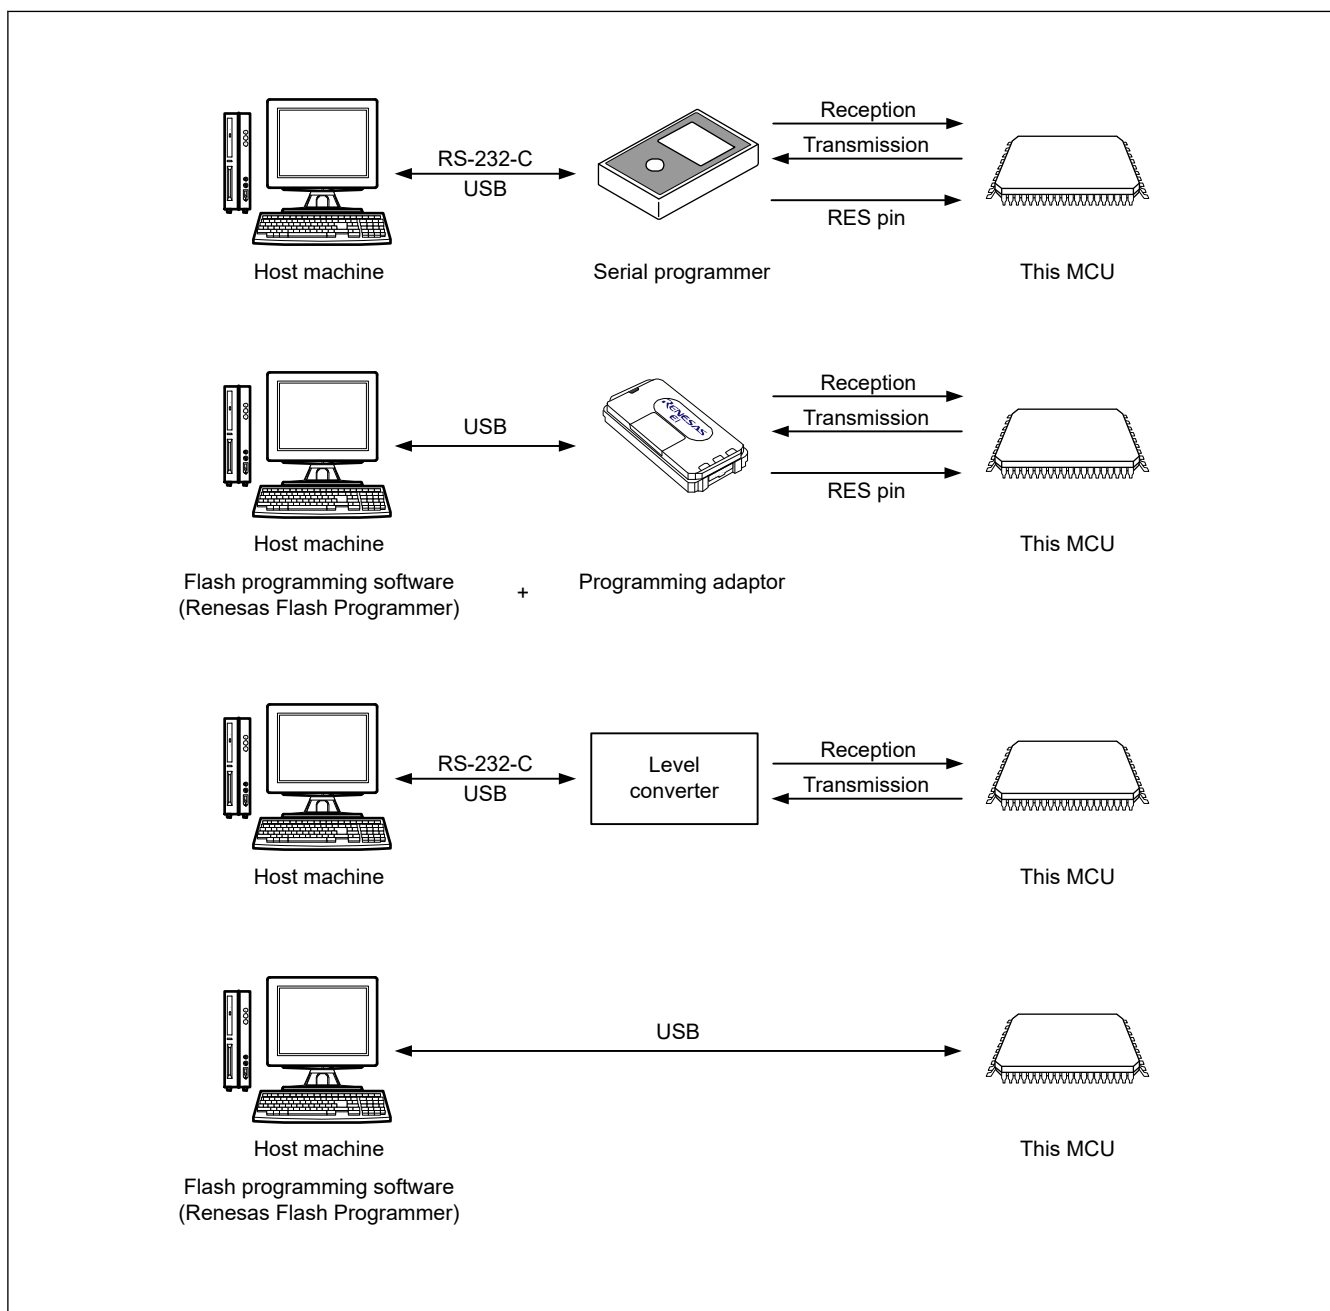 Reception
RS-232-C
Transmission
USB
RES pin
Host machine
Serial programmer
This MCU
Reception
USB
Transmission
RENESAS
E1
RES pin
Host machine
This MCU
Flash programming software
(Renesas Flash Programmer)
+
Programming adaptor
RS-232-C
USB
Level
converter
Reception
Transmission
Host machine
This MCU
USB
Host machine
This MCU
Flash programming software
(Renesas Flash Programmer)